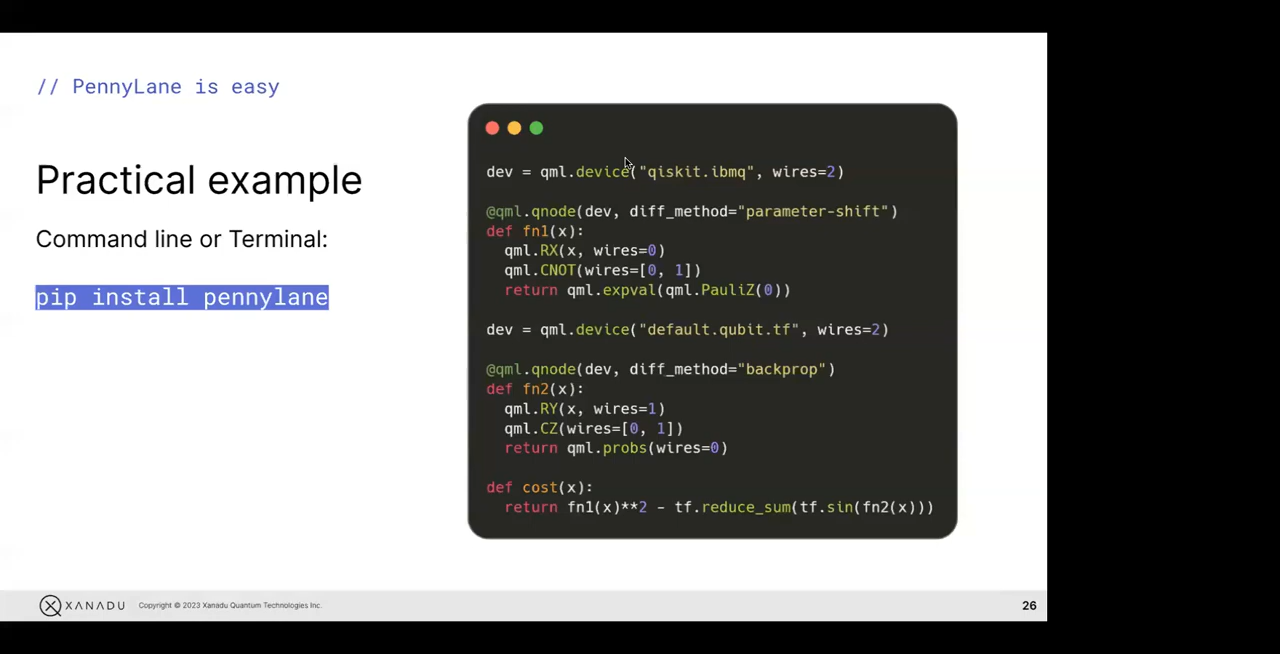 // PennyLane is easy
Practical example
Command line or Terminal:
pip install pennylane
dev = qml.device("qiskit.ibmq", wires=2)
@qml.qnode(dev, diff_method="parameter-shift")
def fn1(x):
  qml.RX(x, wires=0)
  qml.CNOT(wires=[0, 1])
  return qml.expval(qml.PauliZ(0))
dev = qml.device("default.qubit.tf", wires=2)
@qml.qnode(dev, diff_method="backprop")
def fn2(x):
  qml.RY(x, wires=1)
  qml.CZ(wires=[0, 1])
  return qml.probs(wires=0)
def cost(x):
  return fn1(x)**2 - tf.reduce_sum(tf.sin(fn2(x)))
XANADU
Copyright © 2023 Xanadu Quantum Technologies Inc.
26